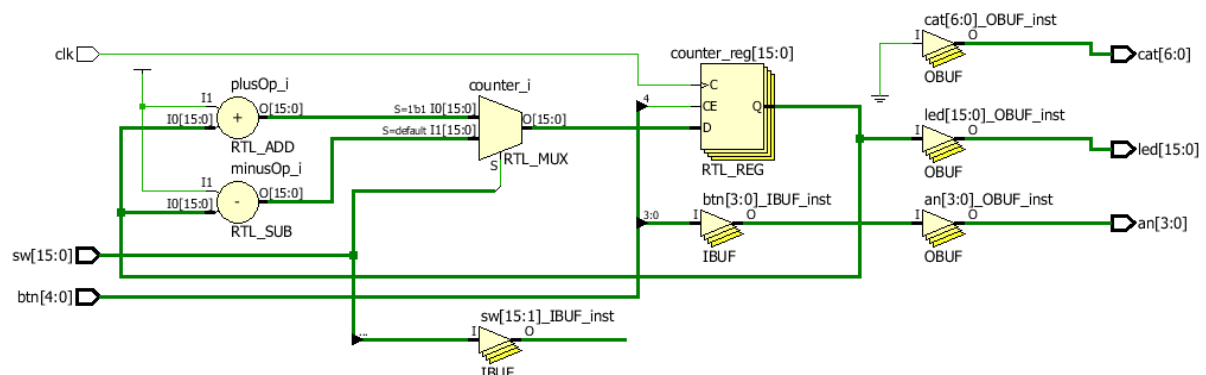 cat[6:0]_OBUF_inst
I O
OBUF
cat[6:0]
clk
plusOp_i
I1
I0[15:0]
O[15:0]
+
RTL_ADD
minusOp_i
I1
I0[15:0]
O[15:0]
-
RTL_SUB
counter_i
S=1'b1 I0[15:0]
S=default I1[15:0]
O[15:0]
S
RTL_MUX
counter_reg[15:0]
C
4
CE
Q
D
RTL_REG
led[15:0]_OBUF_inst
I O
OBUF
led[15:0]
btn[3:0]_IBUF_inst
3:0
I O
IBUF
an[3:0]_OBUF_inst
I O
OBUF
an[3:0]
sw[15:0]
btn[4:0]
sw[15:1]_IBUF_inst
...
I O
IBUF